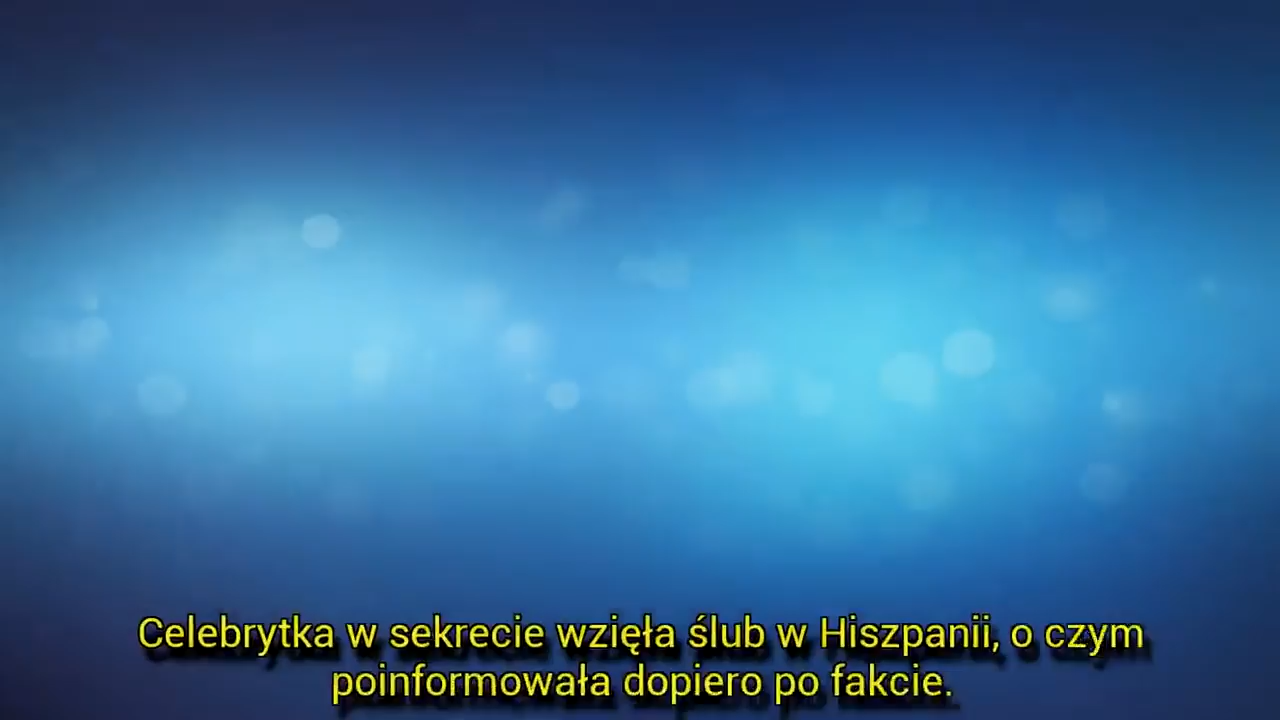 Celebrytka w sekrecie wzięła ślub w Hiszpanii, o czym
poinformowała dopiero po fakcie.